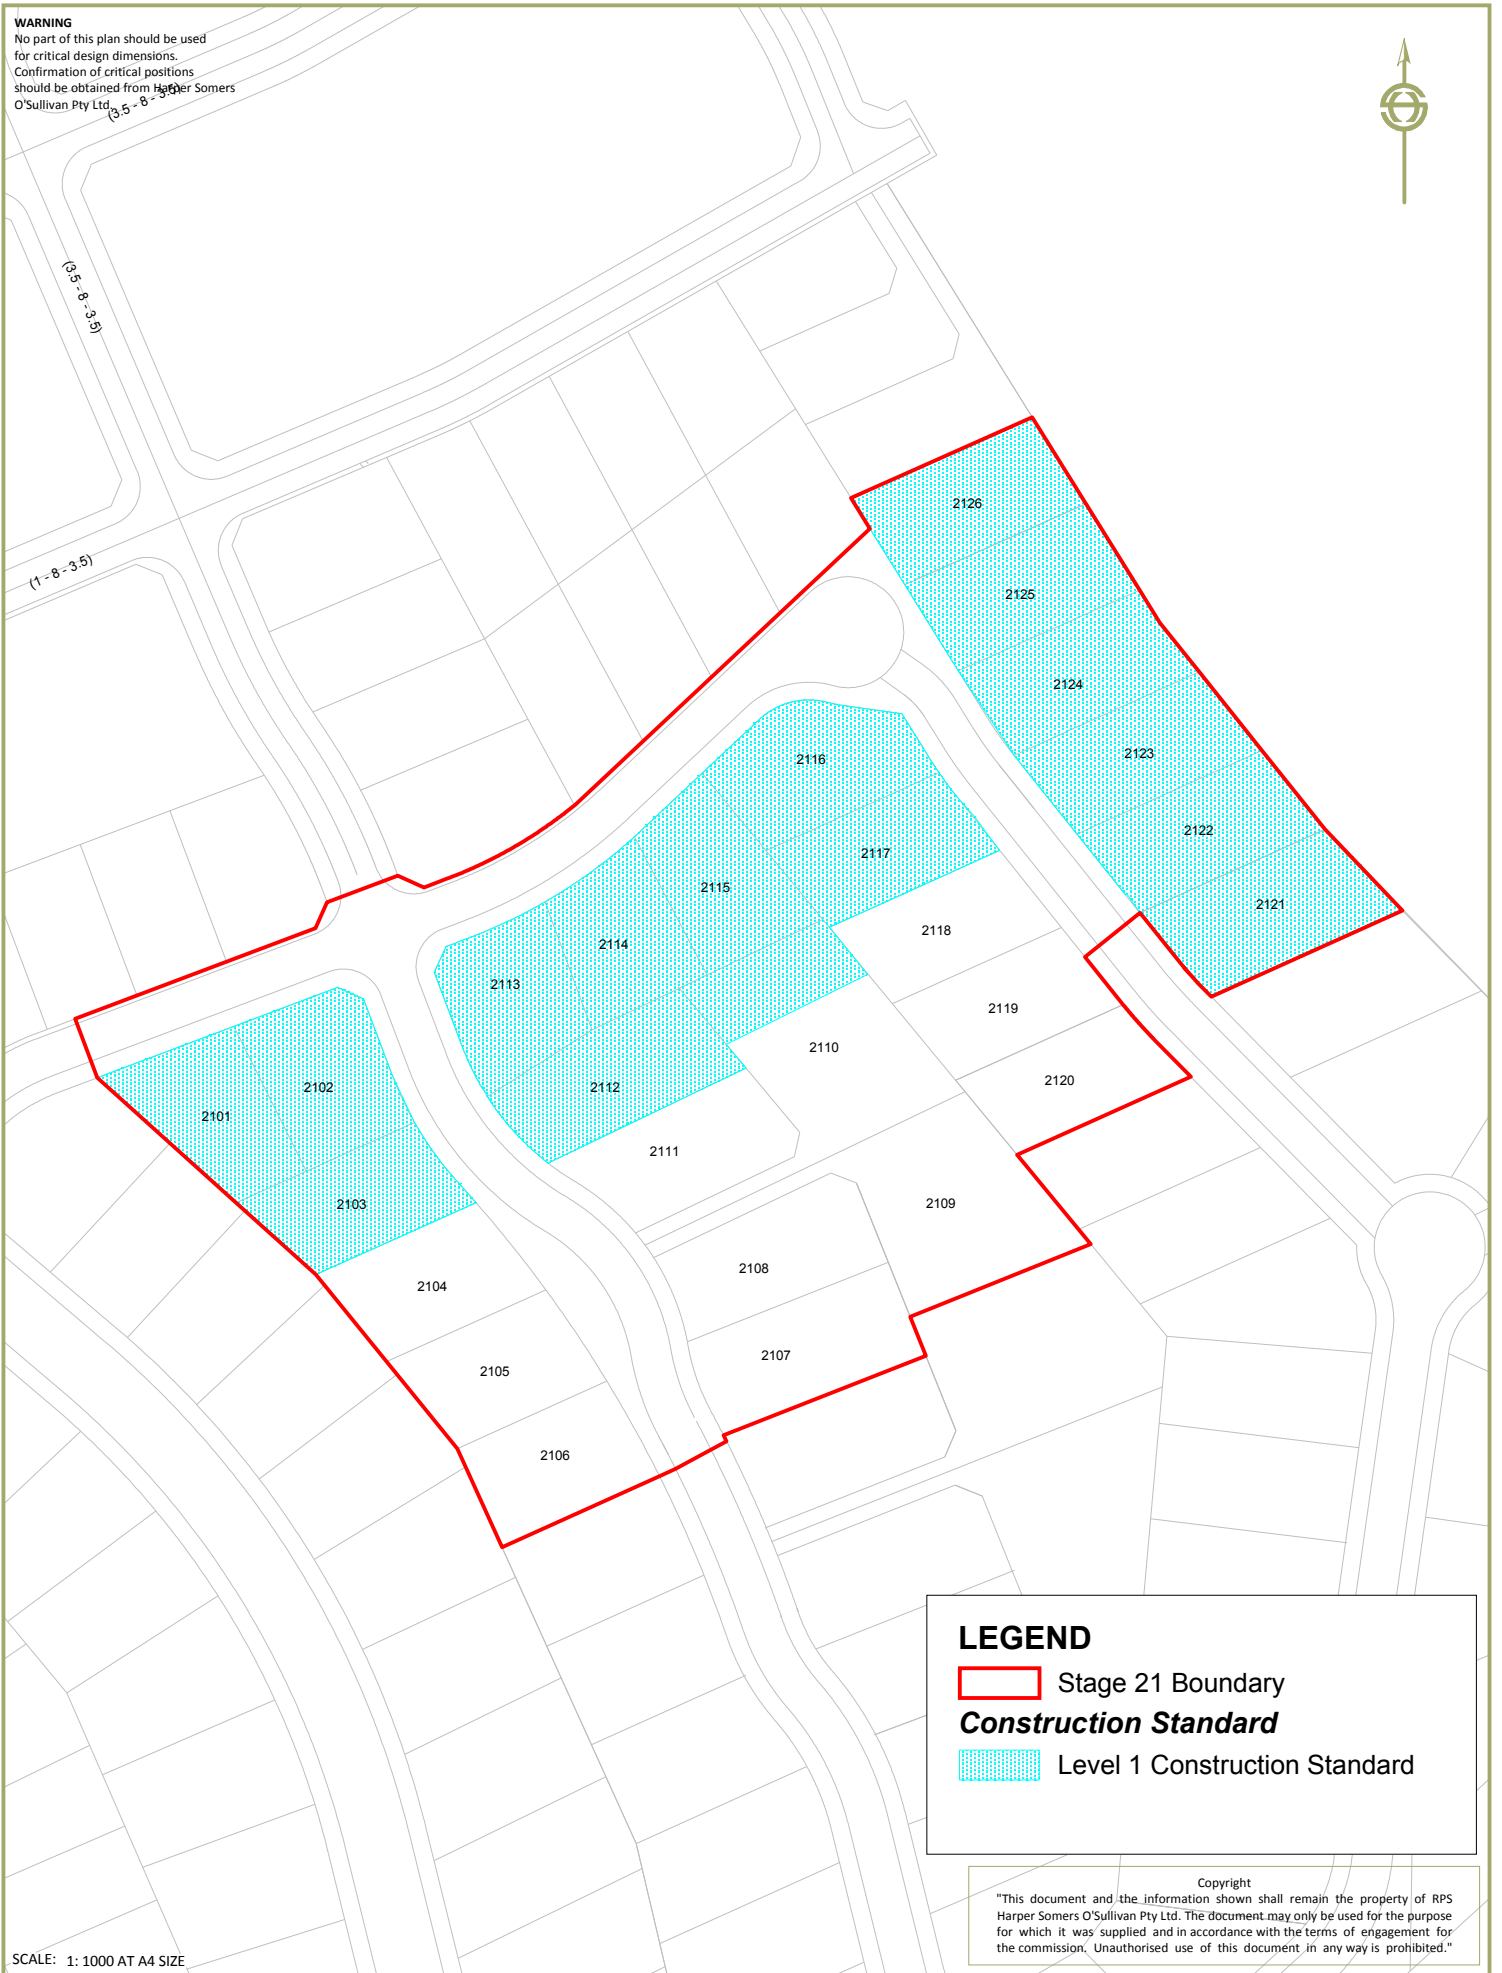 WARNING
No part of this plan should be used
for critical design dimensions.
Confirmation of critical positions
should be obtained from Harper Somers
O'Sullivan Pty Ltd.
(3.5 - 8 - 3.5)
(3.5 - 8 - 3.5)
(1 - 8 - 3.5)
2126
2125
2124
2123
2116
2122
2117
2115
2121
2118
2114
2113
2119
2110
2120
2102
2112
2101
2111
2103
2109
2108
2104
2107
2105
2106
LEGEND
Stage 21 Boundary
Construction Standard
Level 1 Construction Standard
Copyright
"This document and the information shown shall remain the property of RPS
Harper Somers O'Sullivan Pty Ltd. The document may only be used for the purpose
for which it was supplied and in accordance with the terms of engagement for
the commission. Unauthorised use of this document in any way is prohibited."
SCALE: 1: 1000 AT A4 SIZE